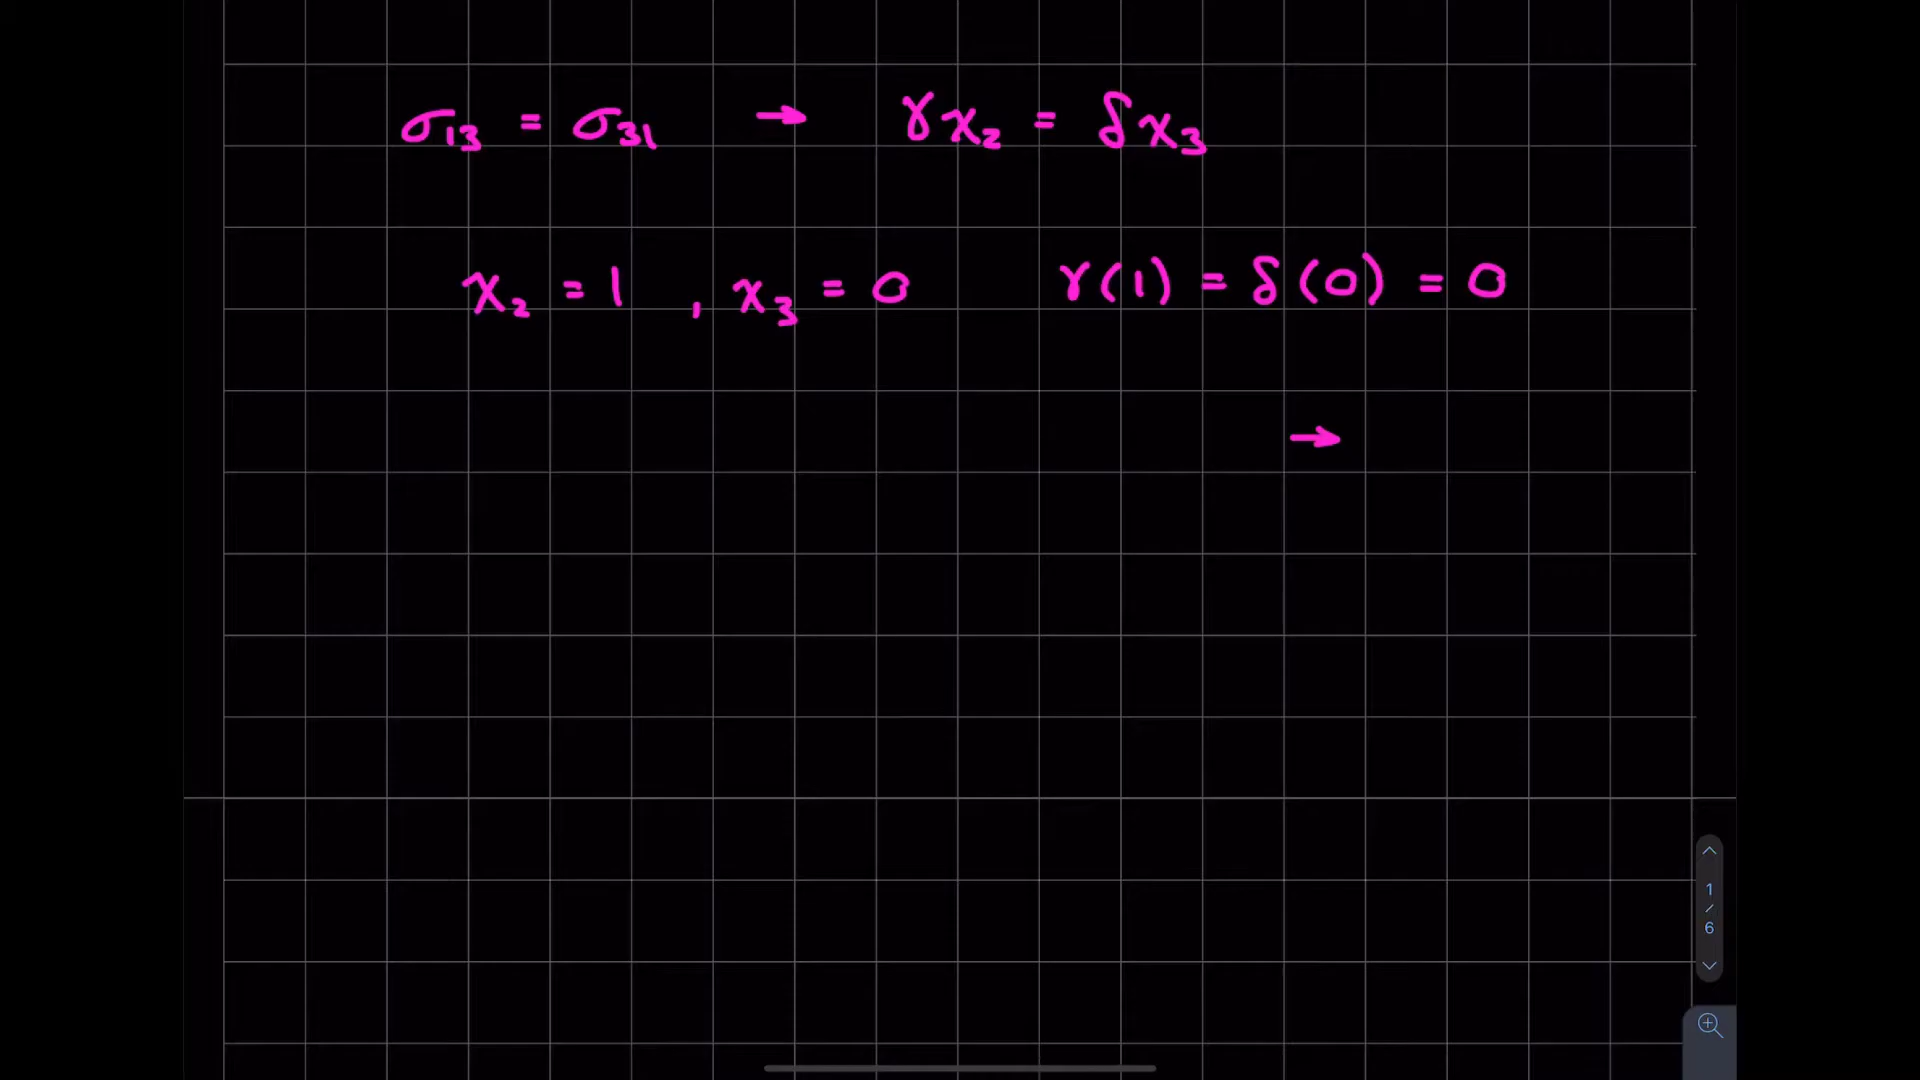 σ₁₃ = σ₃₁ → γx₂ = δx₃
x₂ = 1 , x₃ = 0 γ(1) = δ(0) = 0
→
1
/
6